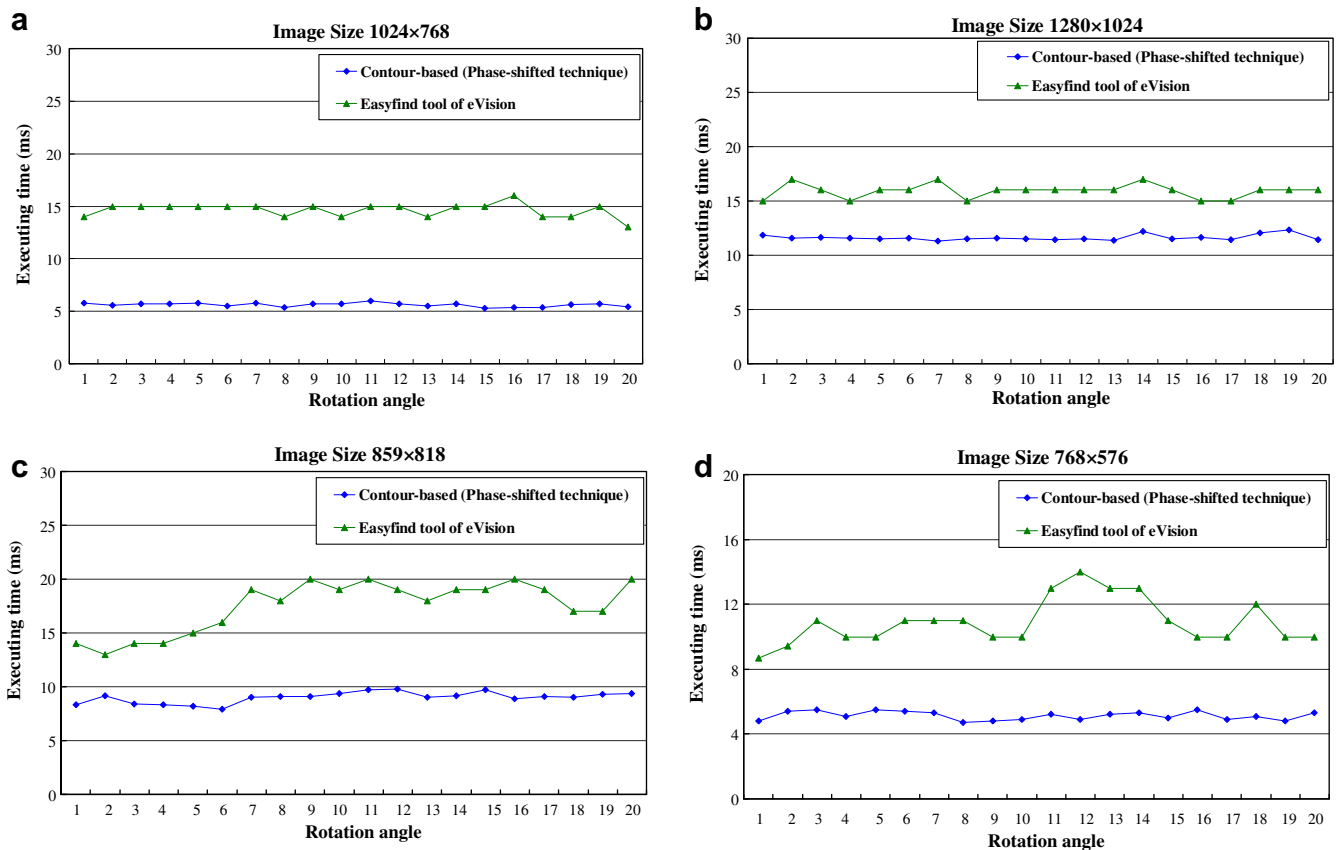 a
Image Size 1024×768
Contour-based (Phase-shifted technique)
Easyfind tool of eVision
Executing time (ms)
30
25
20
15
10
5
0
1 2 3 4 5 6 7 8 9 10 11 12 13 14 15 16 17 18 19 20
Rotation angle
b
Image Size 1280×1024
Contour-based (Phase-shifted technique)
Easyfind tool of eVision
Executing time (ms)
30
25
20
15
10
5
0
1 2 3 4 5 6 7 8 9 10 11 12 13 14 15 16 17 18 19 20
Rotation angle
c
Image Size 859×818
Contour-based (Phase-shifted technique)
Easyfind tool of eVision
Executing time (ms)
30
25
20
15
10
5
0
1 2 3 4 5 6 7 8 9 10 11 12 13 14 15 16 17 18 19 20
Rotation angle
d
Image Size 768×576
Contour-based (Phase-shifted technique)
Easyfind tool of eVision
Executing time (ms)
20
16
12
8
4
0
1 2 3 4 5 6 7 8 9 10 11 12 13 14 15 16 17 18 19 20
Rotation angle